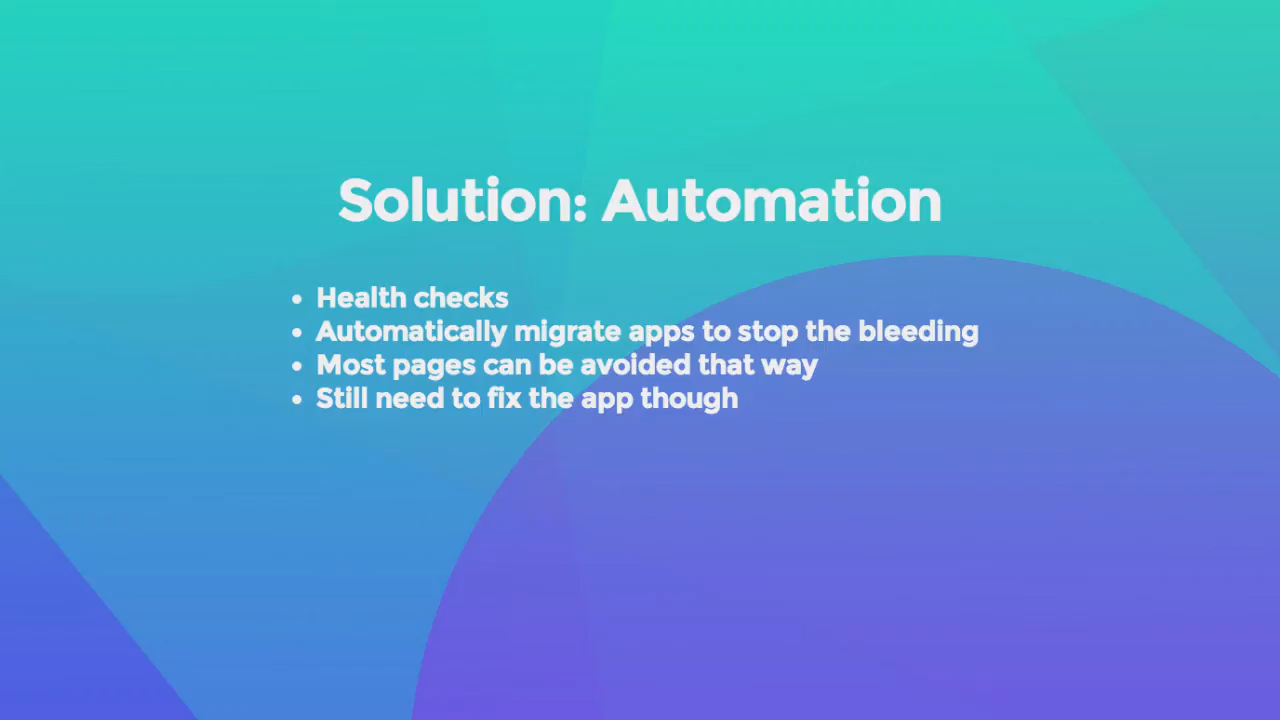 Solution: Automation
• Health checks
• Automatically migrate apps to stop the bleeding
• Most pages can be avoided that way
• Still need to fix the app though